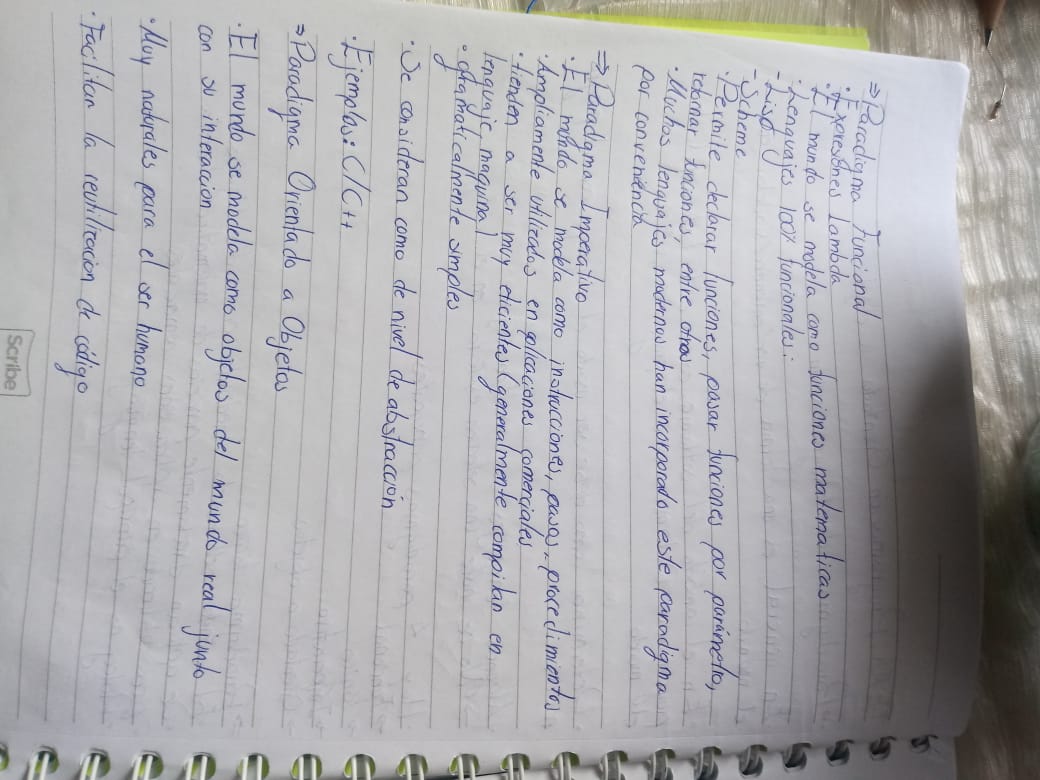 ⇒ Paradigma Funcional
· Expresiones lambda
· El mundo se modela como funciones matematicas
· Lenguajes 100% funcionales:
- Lisp
- Scheme
· Permite declarar funciones, pasar funciones por parámetro,
retornar funciones, entre otros
· Muchos lenguajes modernos han incorporado este paradigma
por conveniencia
⇒ Paradigma Imperativo
· El mundo se modela como instrucciones, pasos, procedimientos
· Ampliamente utilizados en aplicaciones comerciales
· Tienden a ser muy eficientes (generalmente compilan en
lenguaje maquina)
· gramaticalmente simples
· Se consideran como de nivel de abstracción
· Ejemplos: C/C++
⇒ Paradigma Orientado a Objetos
· El mundo se modela como objetos del mundo real junto
con su interacion
· Muy naturales para el ser humano
· Facilitan la reutilizacion de código
Scribe